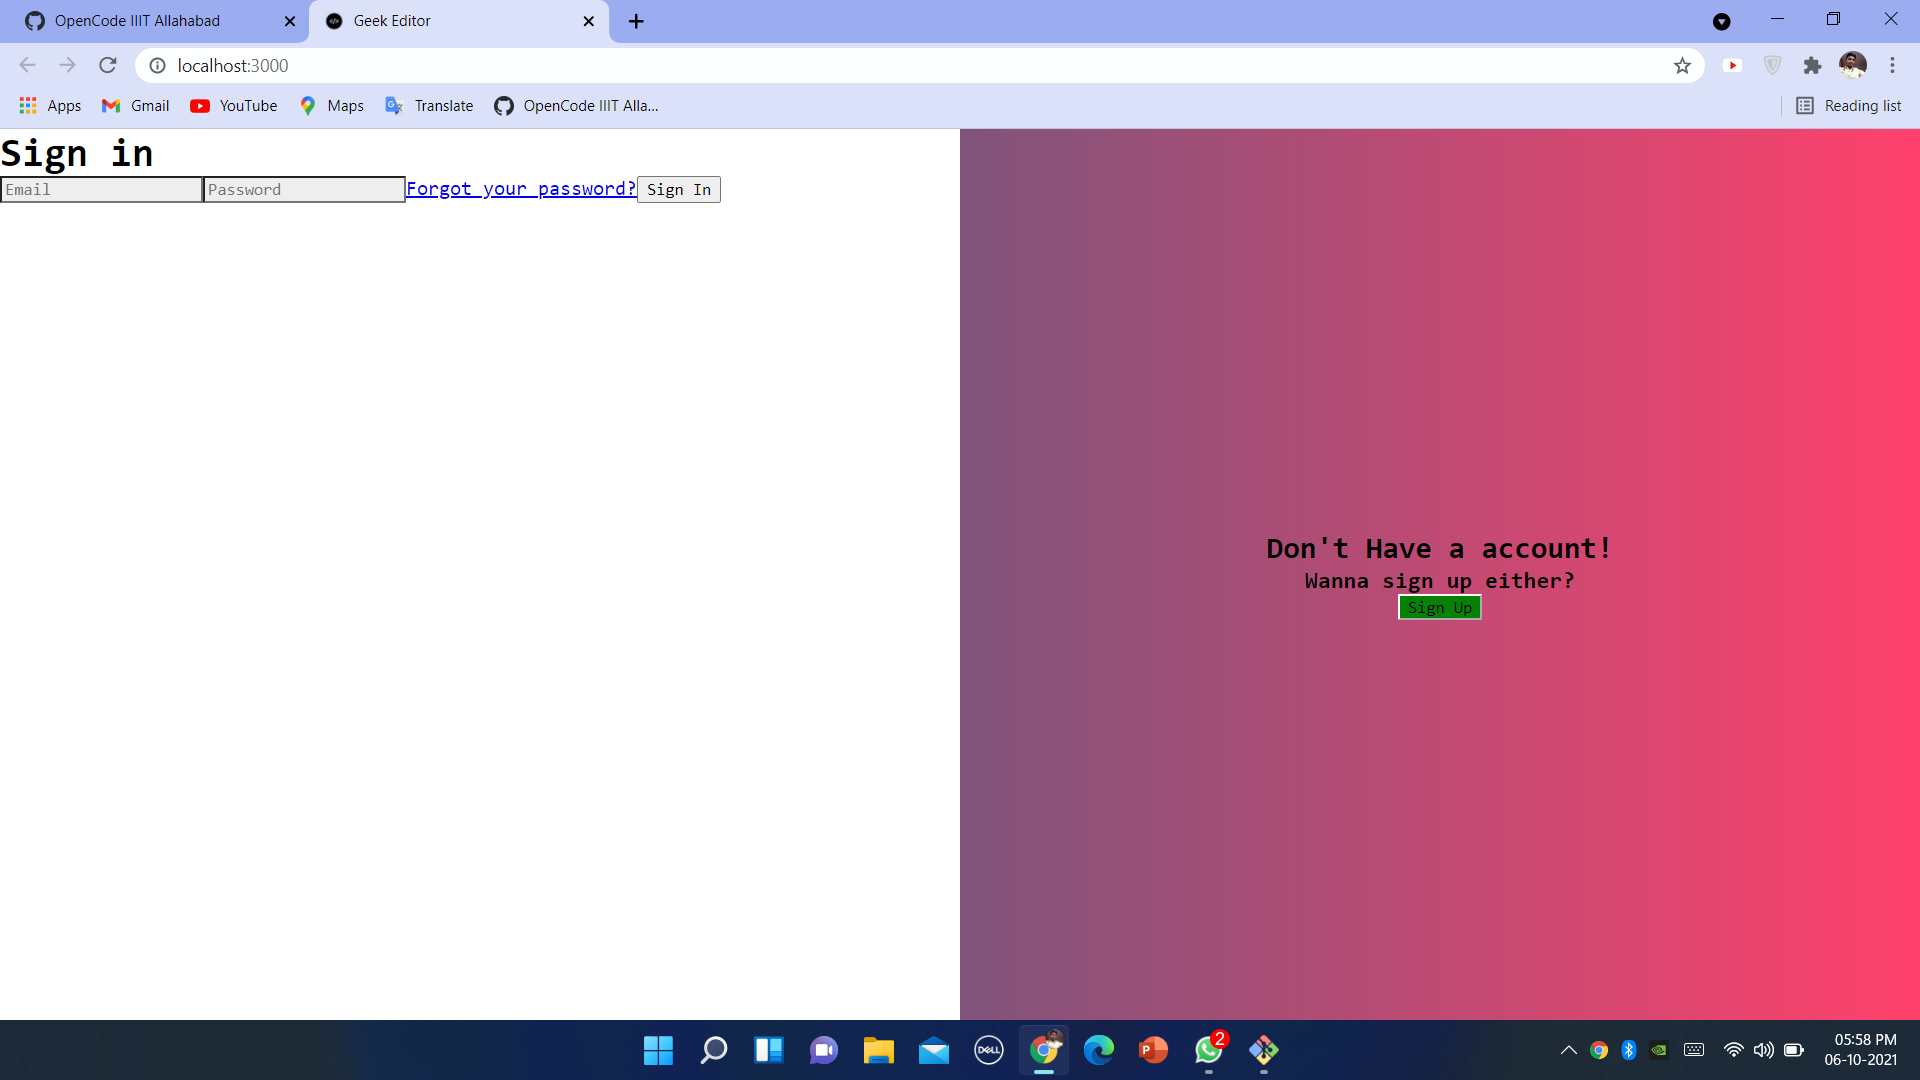 OpenCode IIIT Allahabad
Geek Editor
localhost:3000
Apps Gmail YouTube Maps Translate OpenCode IIIT Alla... Reading list
Sign in
Email Password Forgot your password? Sign In
Don't Have a account!
Wanna sign up either?
Sign Up
DELL
P
2
05:58 PM
06-10-2021